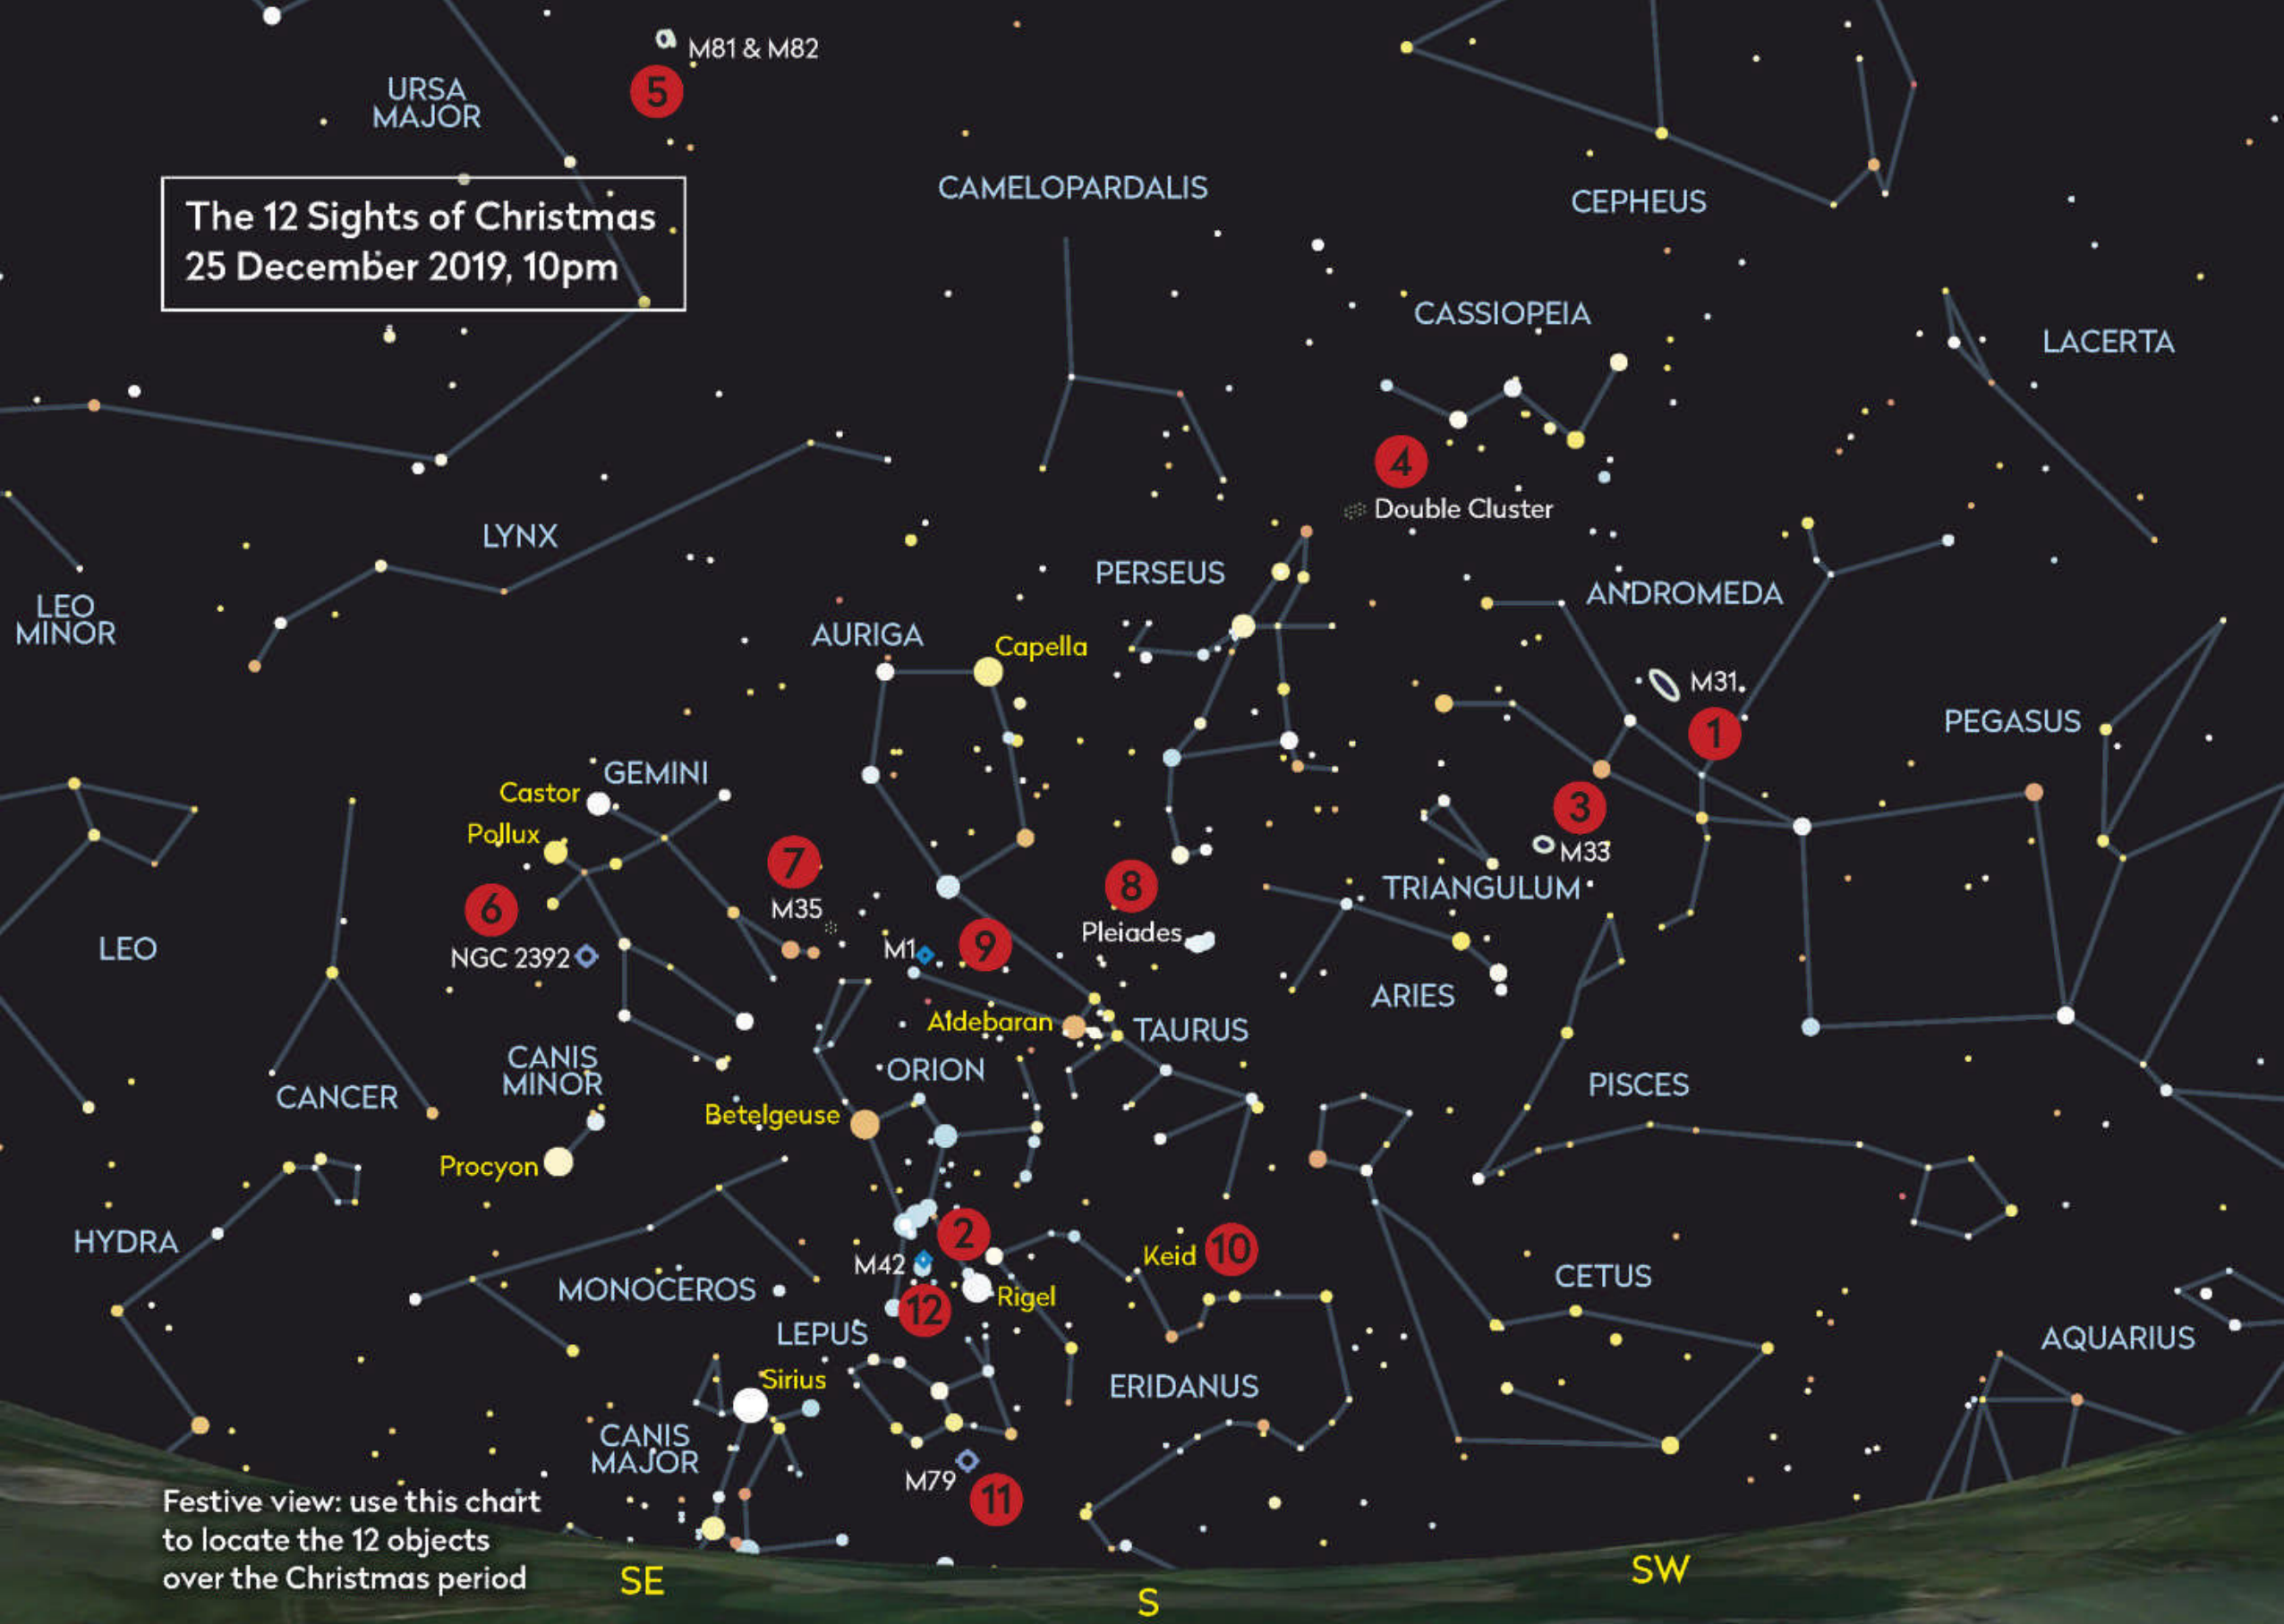 M81 & M82
5
URSA
MAJOR
The 12 Sights of Christmas
25 December 2019, 10pm
CAMELOPARDALIS
CEPHEUS
CASSIOPEIA
LACERTA
4
Double Cluster
LYNX
PERSEUS
ANDROMEDA
LEO
MINOR
AURIGA
Capella
M31
1
PEGASUS
GEMINI
Castor
Pollux
3
M33
7
M35
8
TRIANGULUM
6
NGC 2392
LEO
M1
9
Pleiades
ARIES
Aldebaran
TAURUS
CANIS
MINOR
ORION
CANCER
PISCES
Betelgeuse
Procyon
HYDRA
2
Keid
10
M42
MONOCEROS
Rigel
CETUS
12
LEPUS
AQUARIUS
Sirius
ERIDANUS
CANIS
MAJOR
M79
11
Festive view: use this chart
to locate the 12 objects
over the Christmas period
SE
S
SW